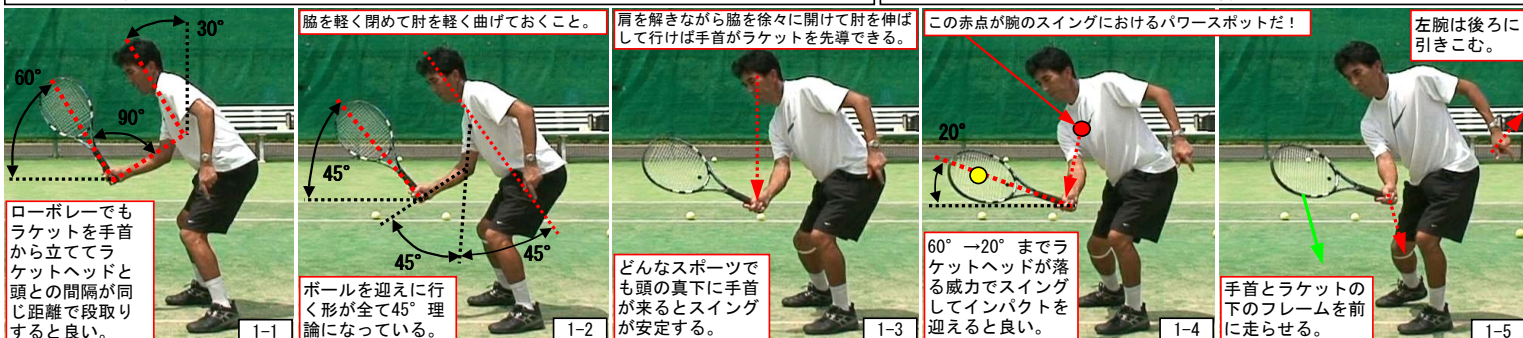 30°
60°
90°
ローボレーでも
ラケットを手首
から立ててラ
ケットヘッドと
頭との間隔が同
じ距離で段取り
すると良い。
1-1
脇を軽く閉めて肘を軽く曲げておくこと。
45°
45°
45°
ボールを迎えに行
く形が全て45° 理
論になっている。
1-2
肩を解きながら脇を徐々に開けて肘を伸ば
して行けば手首がラケットを先導できる。
どんなスポーツで
も頭の真下に手首
が来るとスイング
が安定する。
1-3
この赤点が腕のスイングにおけるパワースポットだ！
20°
60° →20° までラ
ケットヘッドが落
る威力でスイング
してインパクトを
迎えると良い。
1-4
左腕は後ろに
引きこむ。
手首とラケットの
下のフレームを前
に走らせる。
1-5